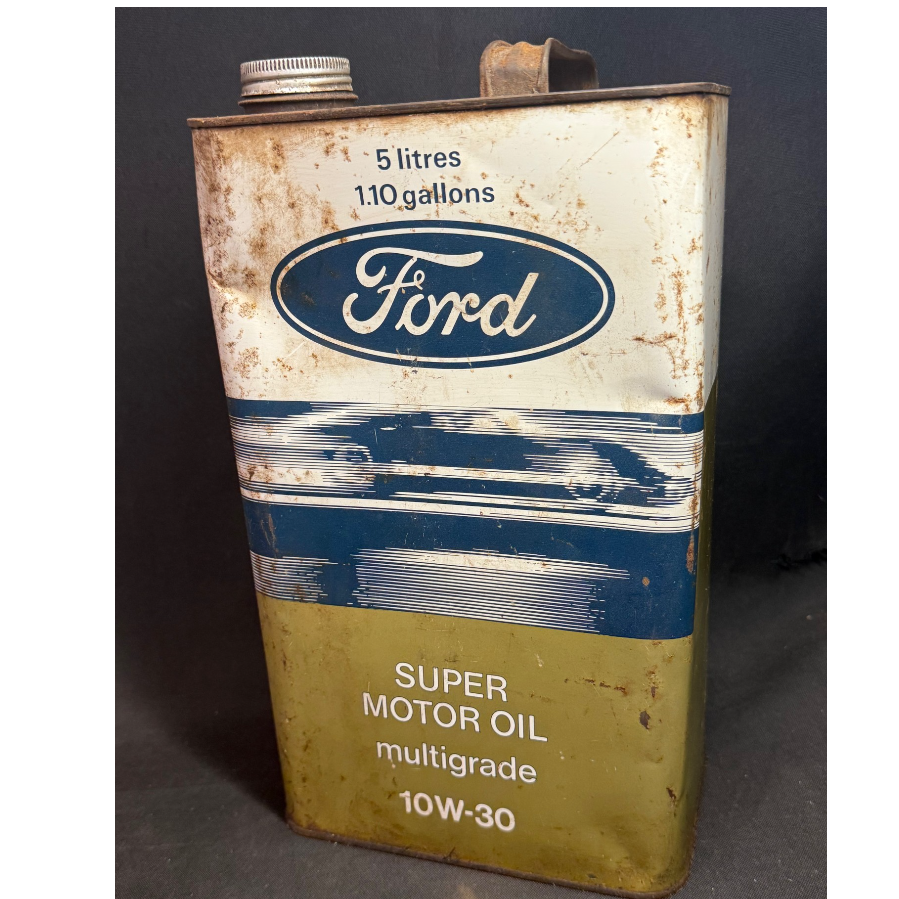 5 litres
1.10 gallons
Ford
SUPER
MOTOR OIL
multigrade
10W-30